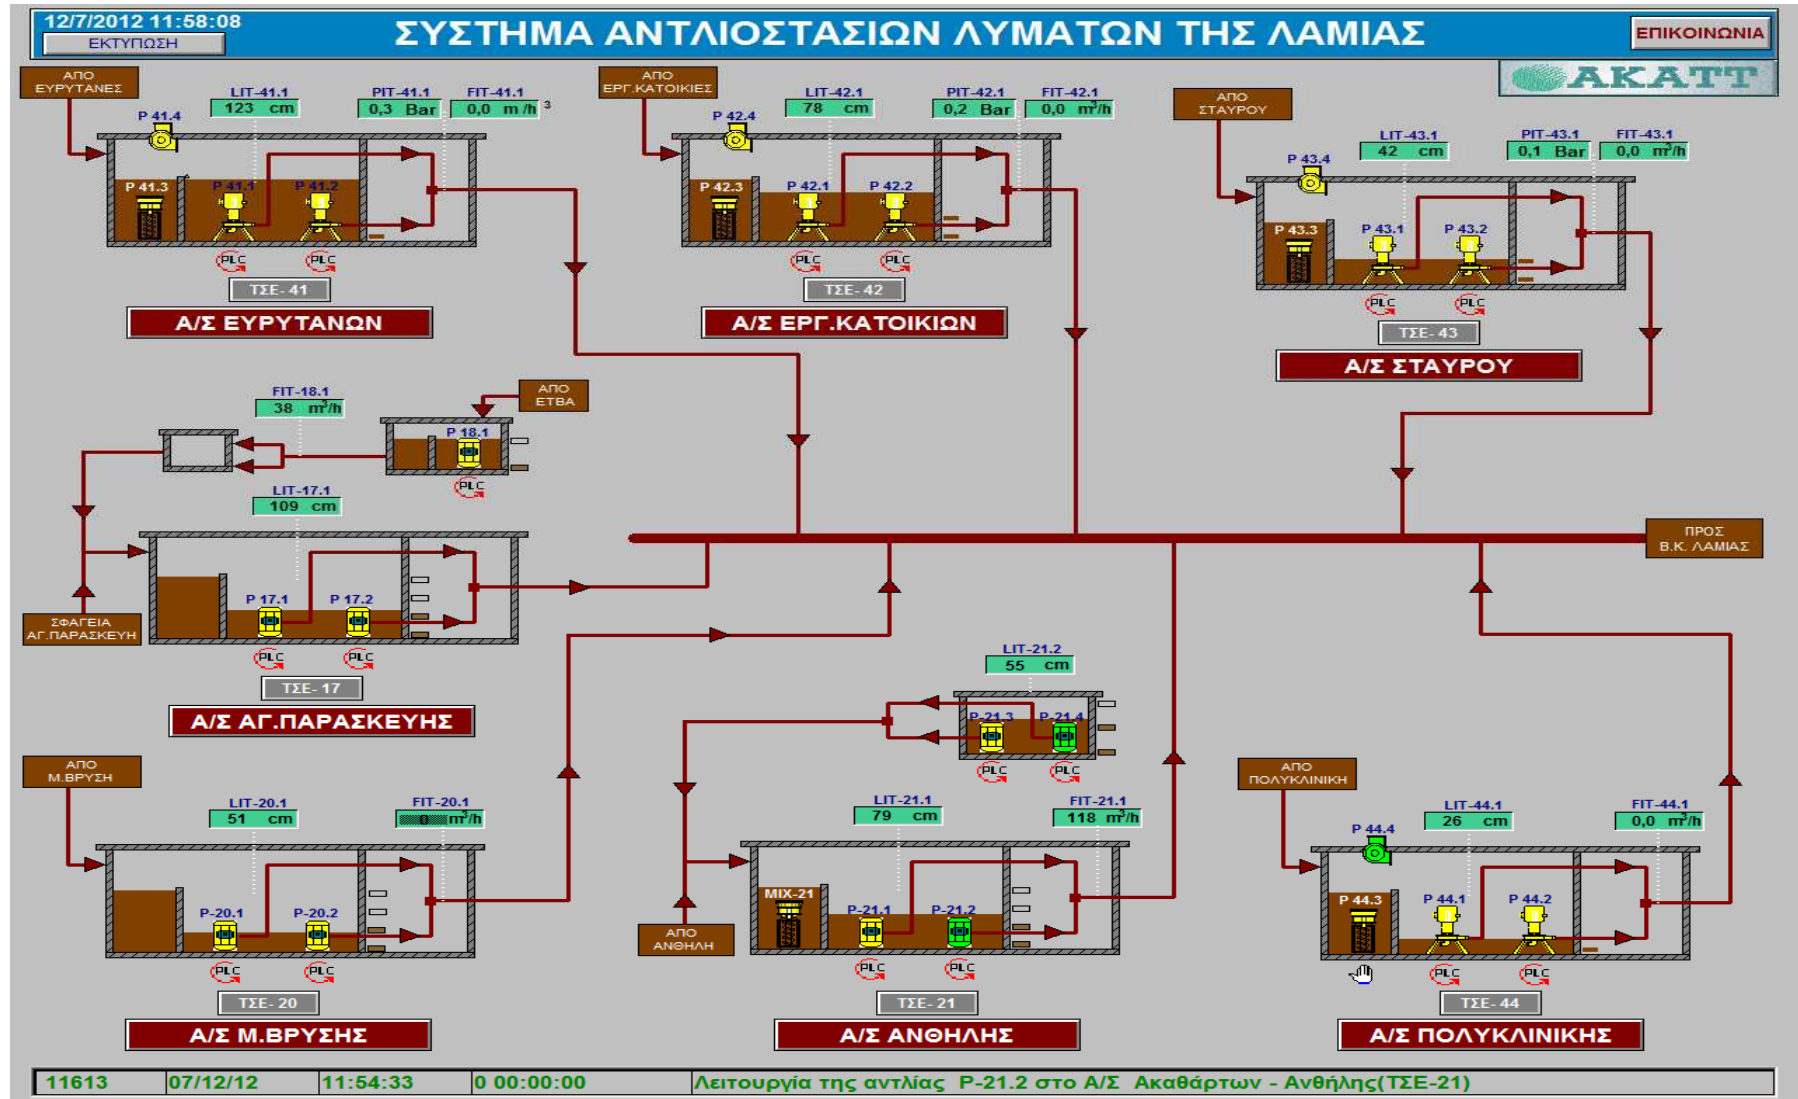 12/7/2012 11:58:08
ΕΚΤΥΠΩΣΗ
ΣΥΣΤΗΜΑ ΑΝΤΛΙΟΣΤΑΣΙΩΝ ΛΥΜΑΤΩΝ ΤΗΣ ΛΑΜΙΑΣ
ΕΠΙΚΟΙΝΩΝΙΑ
ΑΚΑΤΤ
ΑΠΟ
ΕΥΡΥΤΑΝΕΣ
LIT-41.1
123 cm
PIT-41.1
0,3 Bar
FIT-41.1
0,0 m /h 3
P 41.4
P 41.3
P 41.1
P 41.2
PLC
PLC
ΤΣΕ- 41
Α/Σ ΕΥΡΥΤΑΝΩΝ
ΑΠΟ
ΕΡΓ.ΚΑΤΟΙΚΙΕΣ
LIT-42.1
78 cm
PIT-42.1
0,2 Bar
FIT-42.1
0,0 m³/h
P 42.4
P 42.3
P 42.1
P 42.2
PLC
PLC
ΤΣΕ- 42
Α/Σ ΕΡΓ.ΚΑΤΟΙΚΙΩΝ
ΑΠΟ
ΣΤΑΥΡΟΥ
LIT-43.1
42 cm
PIT-43.1
0,1 Bar
FIT-43.1
0,0 m³/h
P 43.4
P 43.3
P 43.1
P 43.2
PLC
PLC
ΤΣΕ- 43
Α/Σ ΣΤΑΥΡΟΥ
FIT-18.1
38 m³/h
ΑΠΟ
ΕΤΒΑ
P 18.1
PLC
LIT-17.1
109 cm
P 17.1
P 17.2
ΣΦΑΓΕΙΑ
ΑΓ.ΠΑΡΑΣΚΕΥΗ
PLC
PLC
ΤΣΕ- 17
Α/Σ ΑΓ.ΠΑΡΑΣΚΕΥΗΣ
ΠΡΟΣ
Β.Κ. ΛΑΜΙΑΣ
LIT-21.2
55 cm
P-21.3
P-21.4
PLC
PLC
ΑΠΟ
Μ.ΒΡΥΣΗ
LIT-20.1
51 cm
FIT-20.1
0 m³/h
P-20.1
P-20.2
PLC
PLC
ΤΣΕ- 20
Α/Σ Μ.ΒΡΥΣΗΣ
LIT-21.1
79 cm
FIT-21.1
118 m³/h
MIX-21
P-21.1
P-21.2
ΑΠΟ
ΑΝΘΗΛΗ
PLC
PLC
ΤΣΕ- 21
Α/Σ ΑΝΘΗΛΗΣ
ΑΠΟ
ΠΟΛΥΚΛΙΝΙΚΗ
LIT-44.1
26 cm
FIT-44.1
0,0 m³/h
P 44.4
P 44.3
P 44.1
P 44.2
PLC
PLC
ΤΣΕ- 44
Α/Σ ΠΟΛΥΚΛΙΝΙΚΗΣ
11613 07/12/12 11:54:33 0 00:00:00 Λειτουργία της αντλίας P-21.2 στο Α/Σ Ακαθάρτων - Ανθήλης(ΤΣΕ-21)